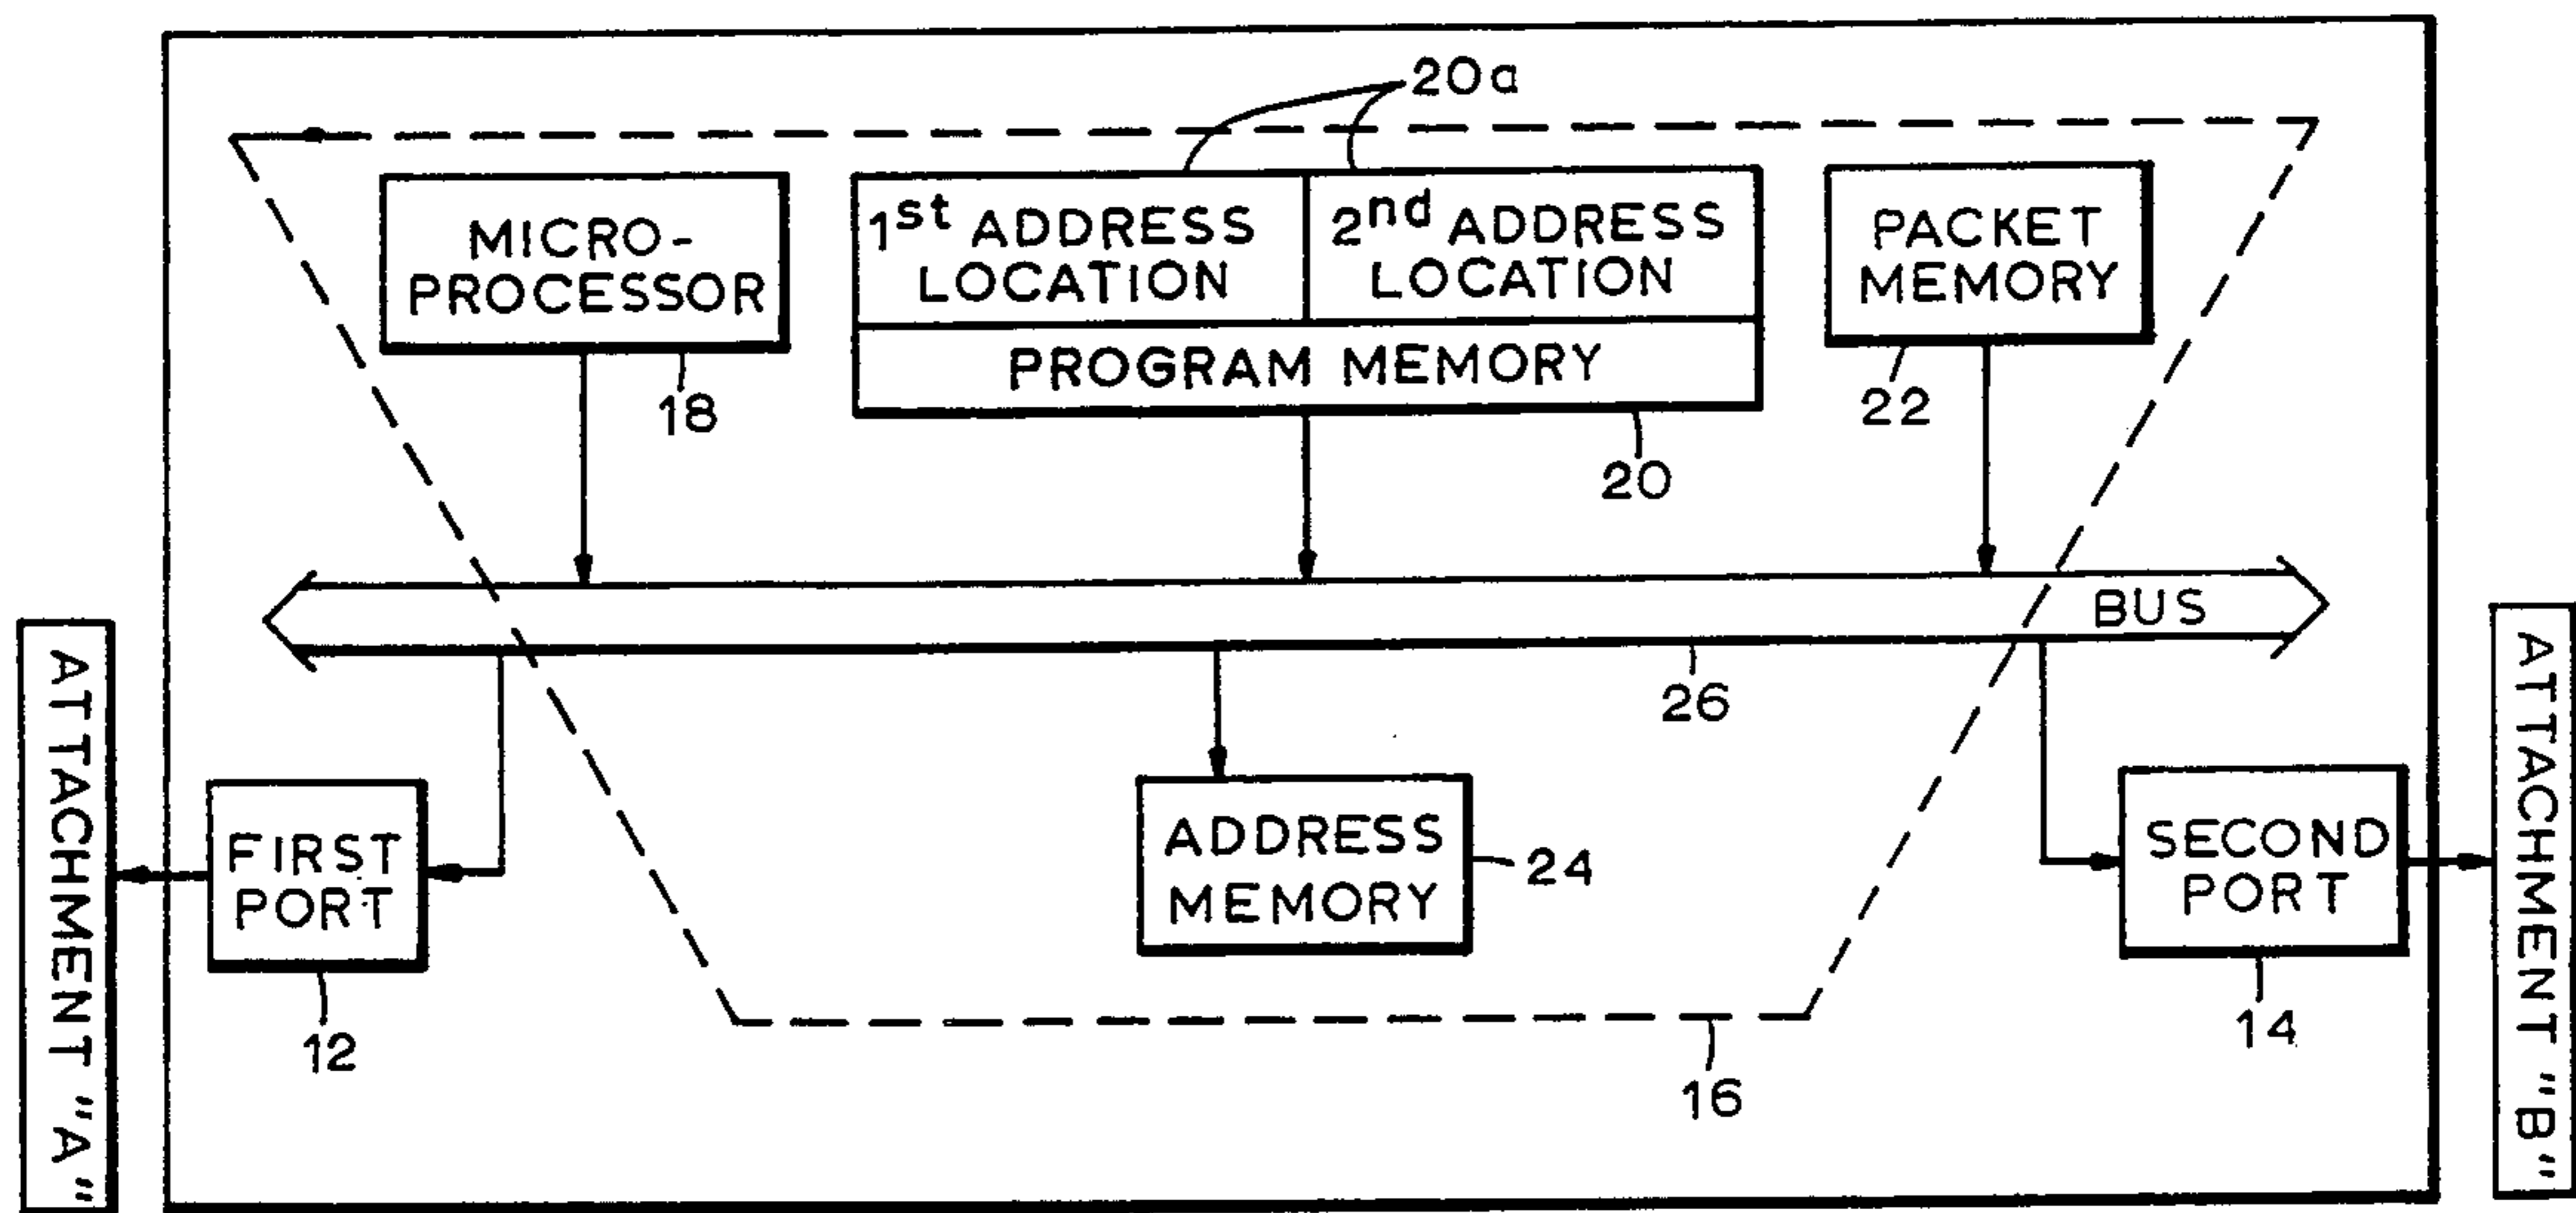 20a
MICRO-
PROCESSOR
18
1st ADDRESS
LOCATION
2nd ADDRESS
LOCATION
PROGRAM MEMORY
20
PACKET
MEMORY
22
BUS
26
ATTACHMENT "A"
FIRST
PORT
12
ADDRESS
MEMORY
24
16
SECOND
PORT
14
ATTACHMENT "B"